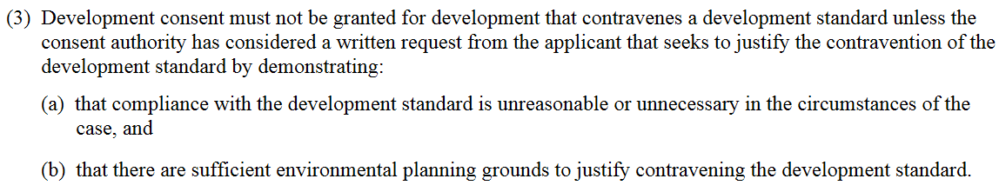 (3) Development consent must not be granted for development that contravenes a development standard unless the
consent authority has considered a written request from the applicant that seeks to justify the contravention of the
development standard by demonstrating:
(a) that compliance with the development standard is unreasonable or unnecessary in the circumstances of the
case, and
(b) that there are sufficient environmental planning grounds to justify contravening the development standard.